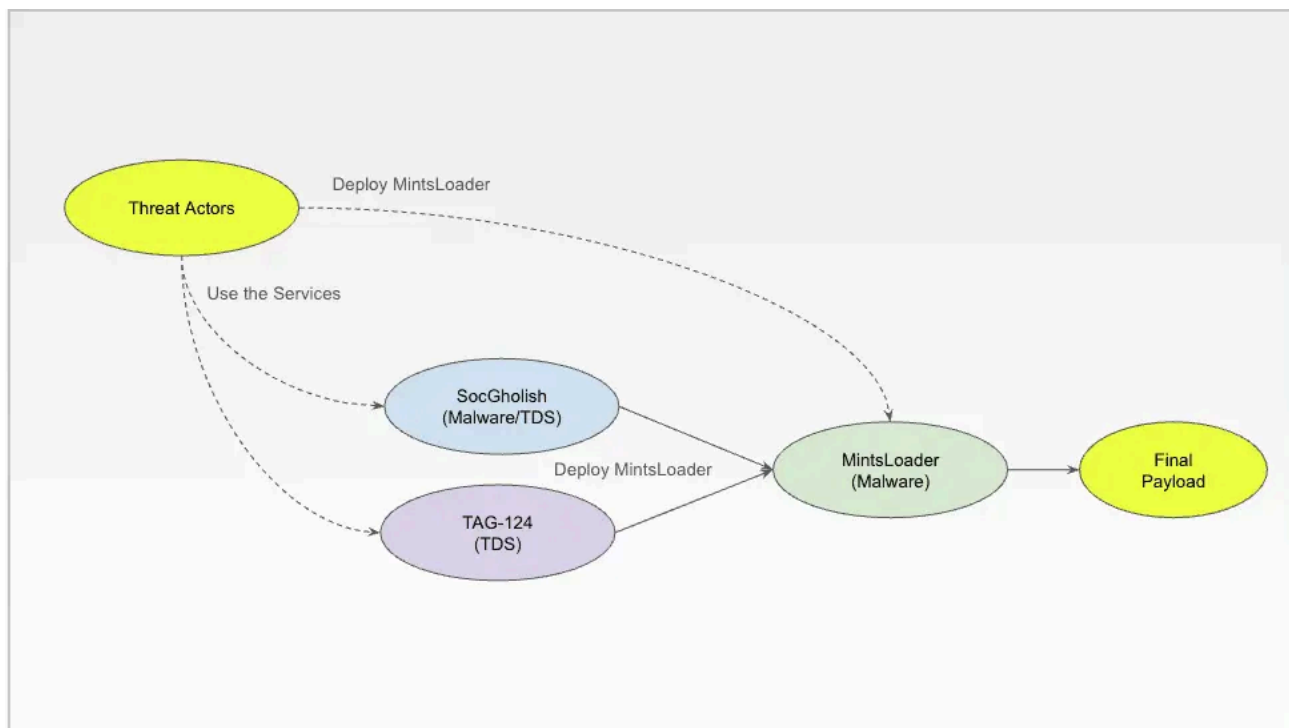 Deploy MintsLoader
Threat Actors
Use the Services
SocGholish
(Malware/TDS)
Deploy MintsLoader
TAG-124
(TDS)
MintsLoader
(Malware)
Final
Payload